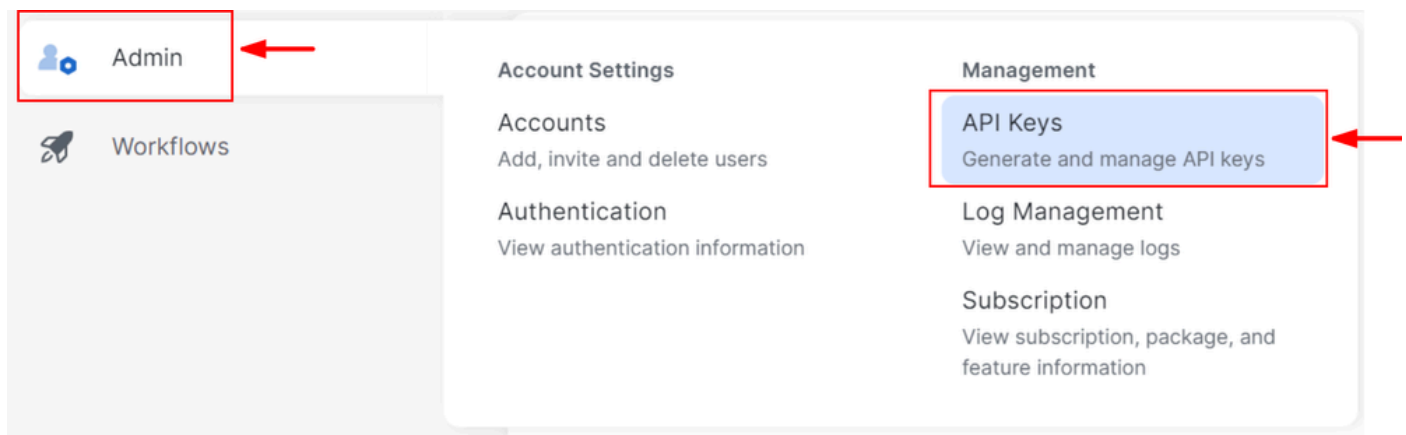 Admin
Workflows
Account Settings
Accounts
Add, invite and delete users
Authentication
View authentication information
Management
API Keys
Generate and manage API keys
Log Management
View and manage logs
Subscription
View subscription, package, and
feature information